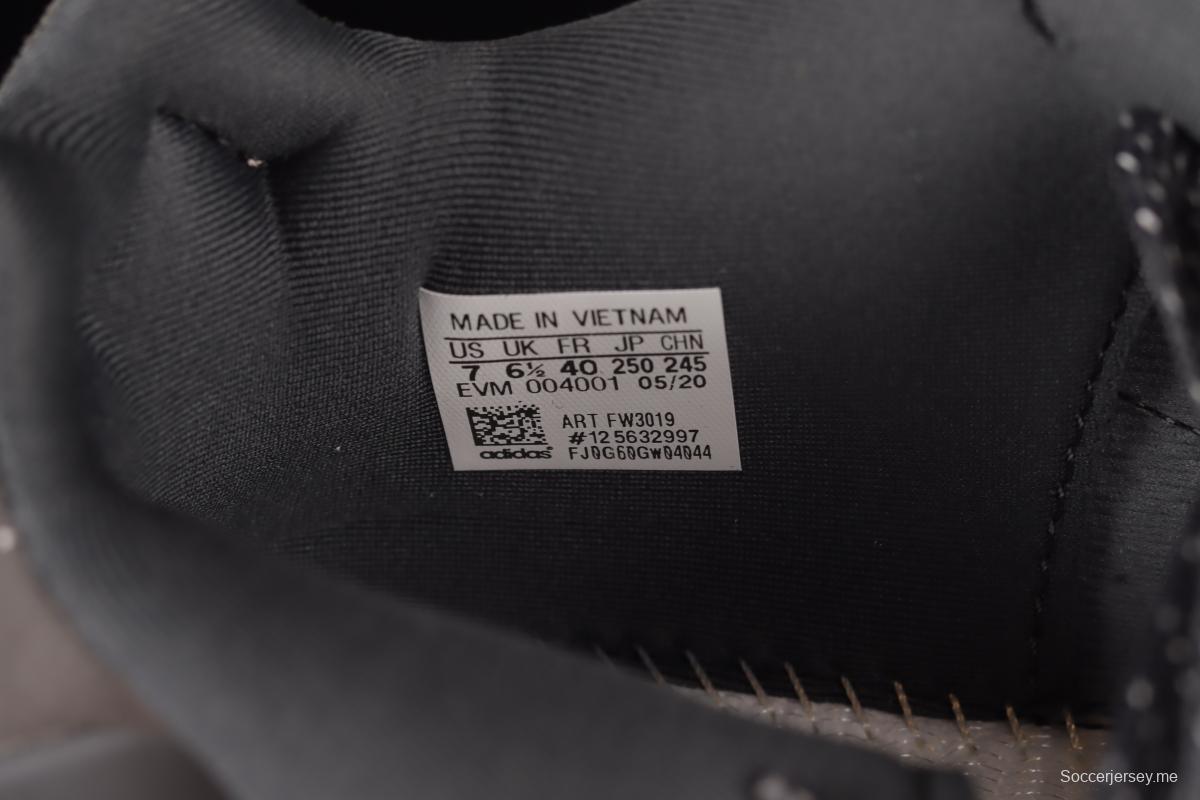 MADE IN VIETNAM
US UK FR JP CHN
7 6½ 40 250 245
EVM 004001 05/20
ART FW3019
#125632997
adidas FJ0G60GW04044
Soccerjersey.me